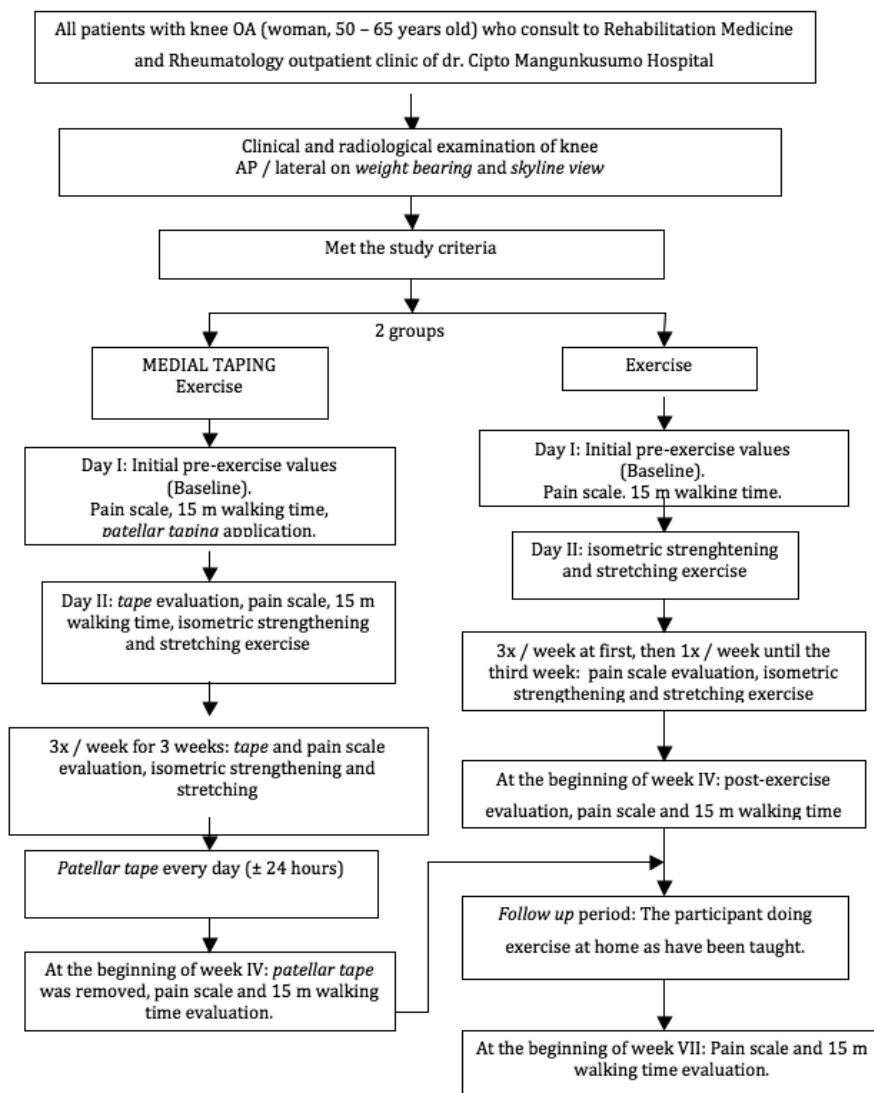 All patients with knee OA (woman, 50 – 65 years old) who consult to Rehabilitation Medicine
and Rheumatology outpatient clinic of dr. Cipto Mangunkusumo Hospital
Clinical and radiological examination of knee
AP / lateral on weight bearing and skyline view
Met the study criteria
2 groups
MEDIAL TAPING
Exercise
Day I: Initial pre-exercise values
(Baseline).
Pain scale, 15 m walking time,
patellar taping application.
Day II: tape evaluation, pain scale, 15 m
walking time, isometric strengthening
and stretching exercise
3x / week for 3 weeks: tape and pain scale
evaluation, isometric strengthening and
stretching
Patellar tape every day (± 24 hours)
At the beginning of week IV: patellar tape
was removed, pain scale and 15 m walking
time evaluation.
Exercise
Day I: Initial pre-exercise values
(Baseline).
Pain scale. 15 m walking time.
Day II: isometric strenghtening
and stretching exercise
3x / week at first, then 1x / week until the
third week: pain scale evaluation, isometric
strengthening and stretching exercise
At the beginning of week IV: post-exercise
evaluation, pain scale and 15 m walking time
Follow up period: The participant doing
exercise at home as have been taught.
At the beginning of week VII: Pain scale and 15 m
walking time evaluation.